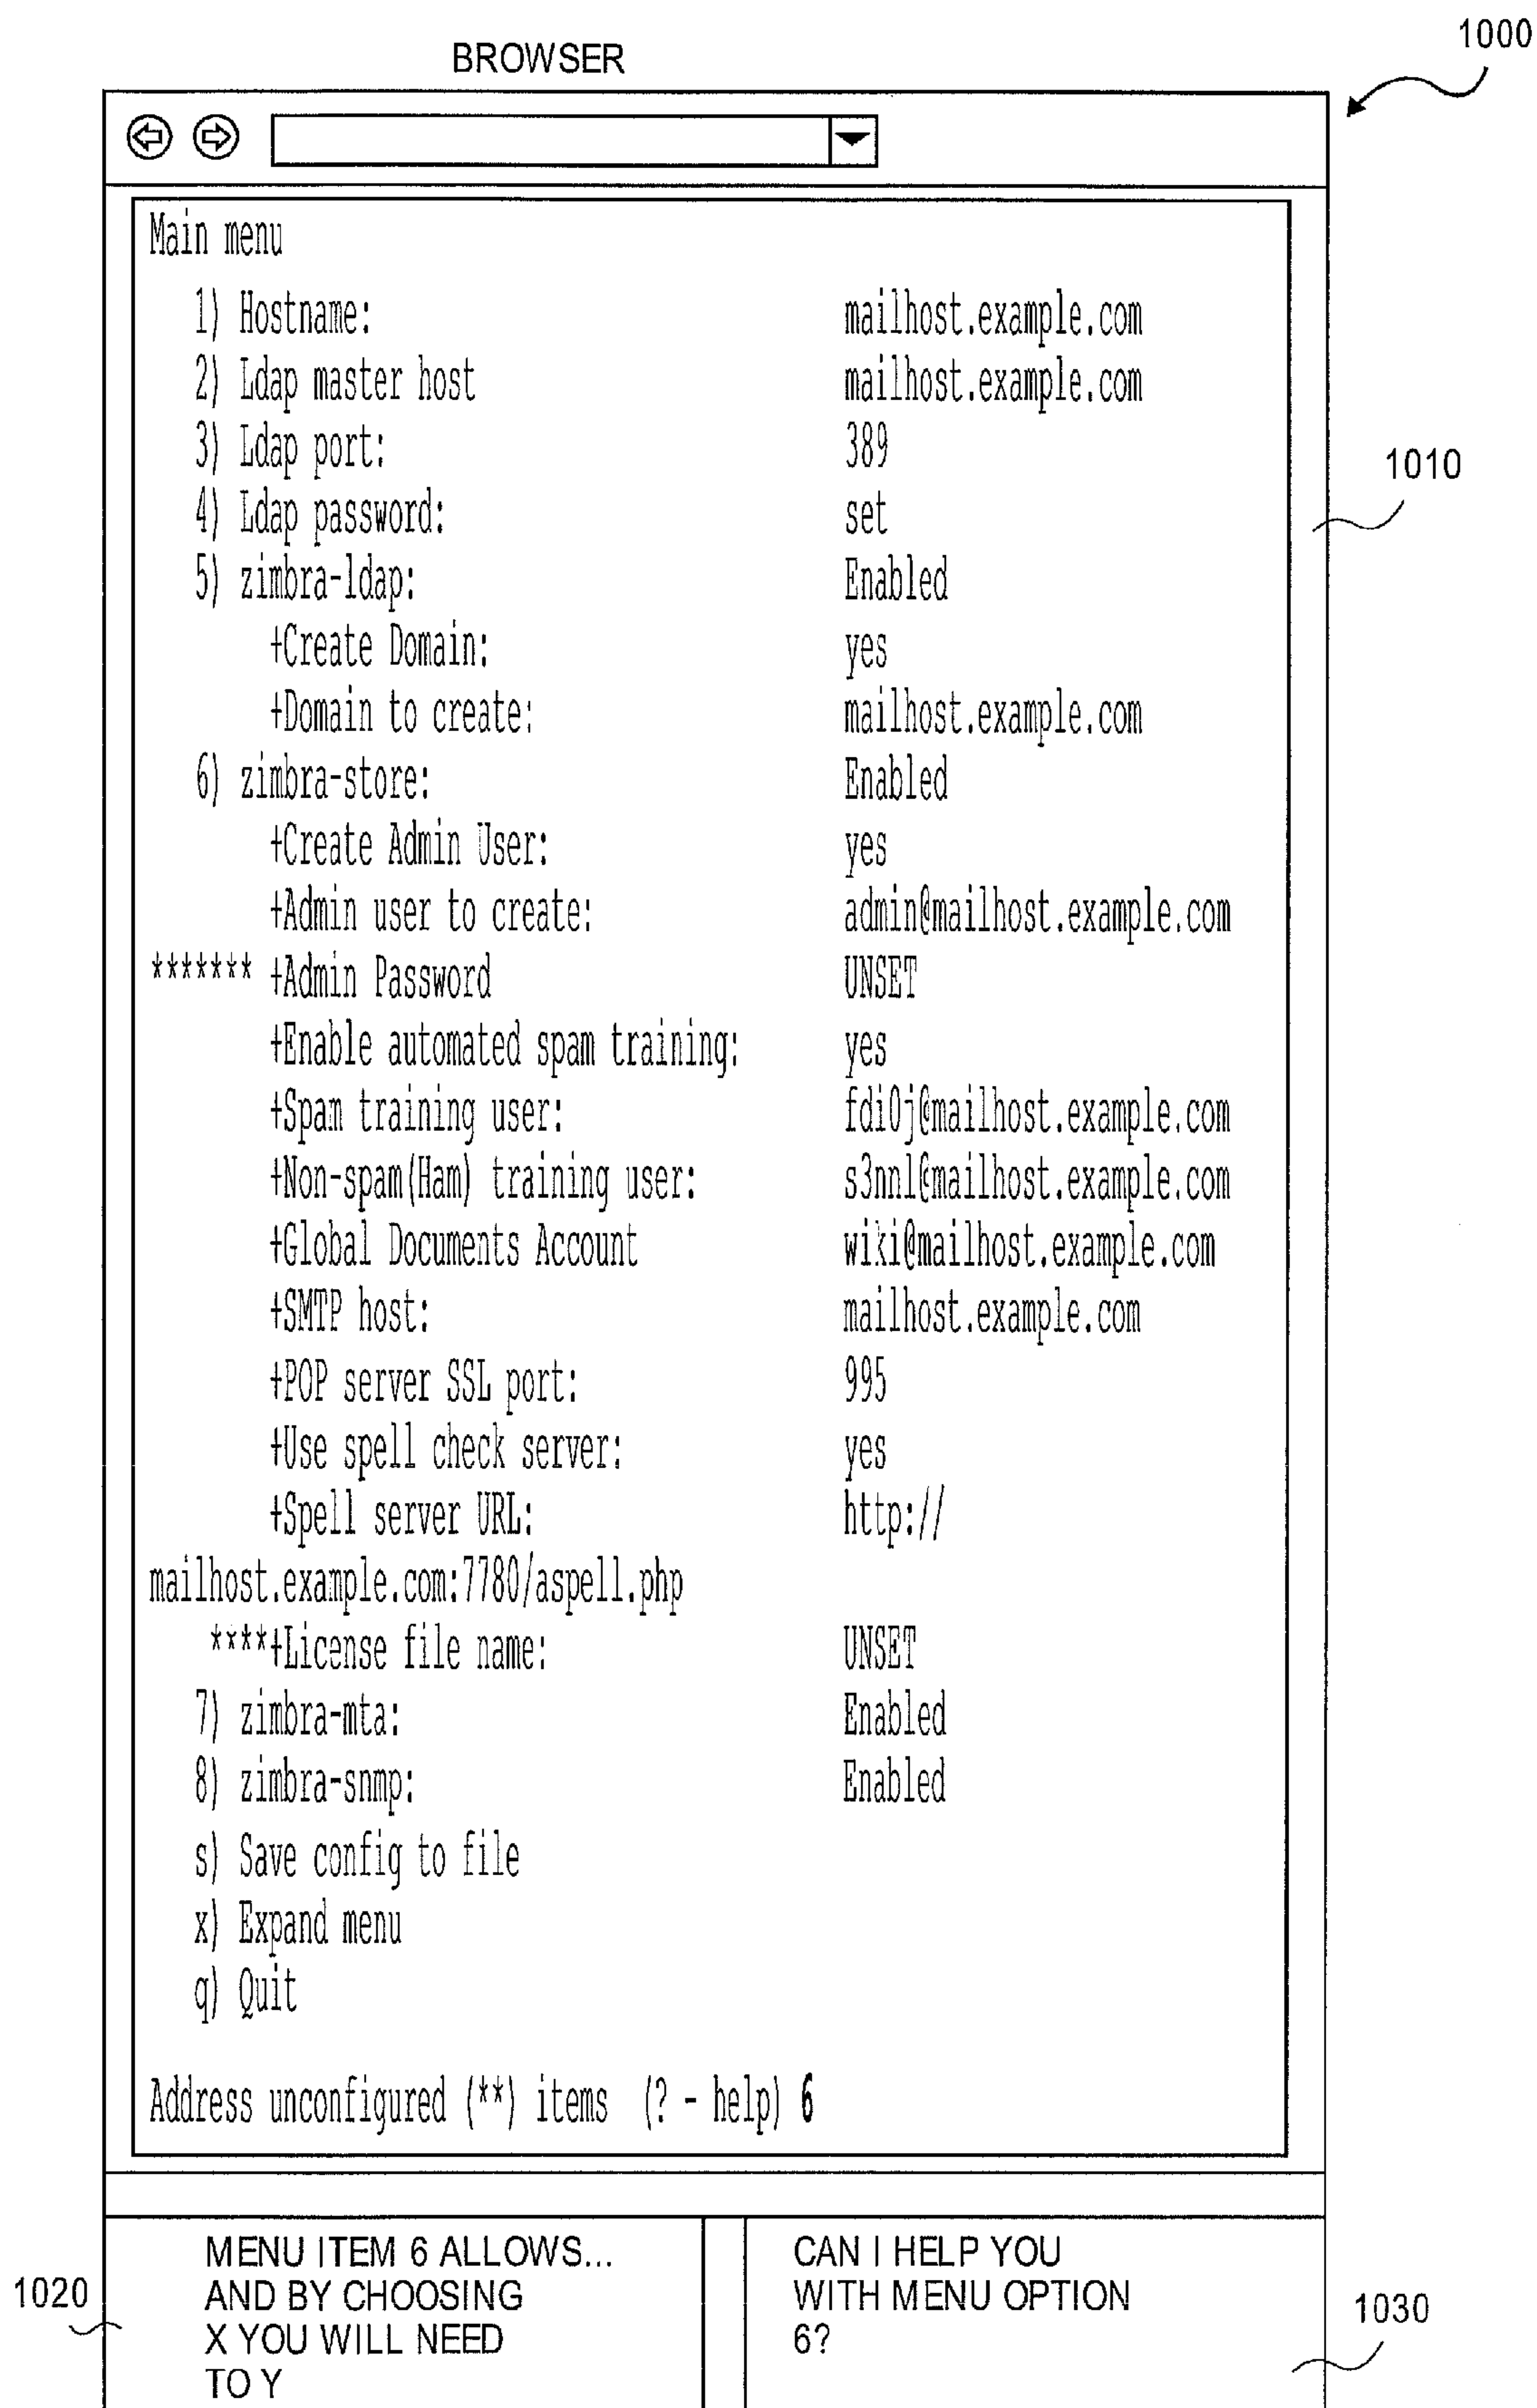 1000
BROWSER
Main menu
1) Hostname: mailhost.example.com
2) Ldap master host mailhost.example.com
3) Ldap port: 389
1010
4) Ldap password: set
5) zimbra-ldap: Enabled
+Create Domain: yes
+Domain to create: mailhost.example.com
6) zimbra-store: Enabled
+Create Admin User: yes
+Admin user to create: admin@mailhost.example.com
******* +Admin Password UNSET
+Enable automated spam training: yes
+Spam training user: fdi0j@mailhost.example.com
+Non-spam(Ham) training user: s3nnl@mailhost.example.com
+Global Documents Account wiki@mailhost.example.com
+SMTP host: mailhost.example.com
+POP server SSL port: 995
+Use spell check server: yes
+Spell server URL: http://
mailhost.example.com:7780/aspell.php
****+License file name: UNSET
7) zimbra-mta: Enabled
8) zimbra-snmp: Enabled
s) Save config to file
x) Expand menu
q) Quit
Address unconfigured (**) items (? - help) 6
MENU ITEM 6 ALLOWS...
AND BY CHOOSING
X YOU WILL NEED
TO Y
1020
CAN I HELP YOU
WITH MENU OPTION
6?
1030